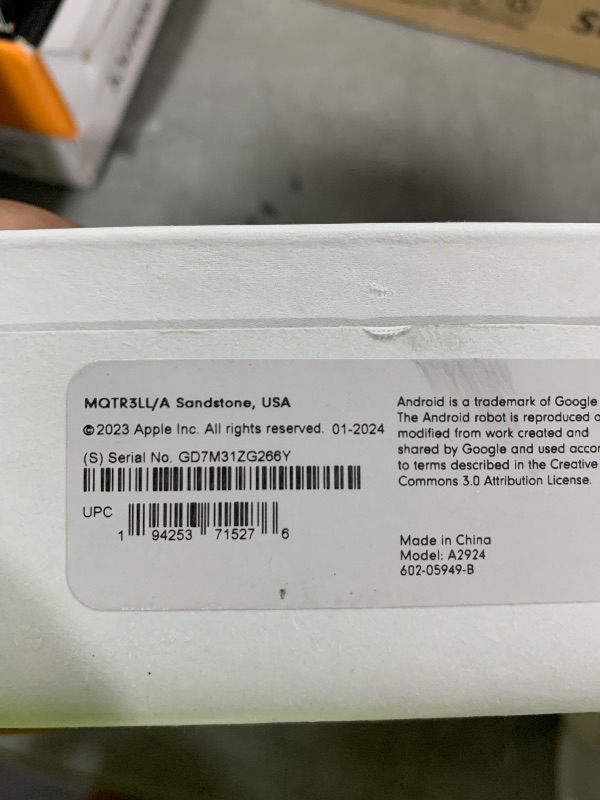 MQTR3LL/A Sandstone, USA
©2023 Apple Inc. All rights reserved. 01-2024
(S) Serial No. GD7M31ZG266Y
UPC
1 94253 71527 6
Android is a trademark of Google
The Android robot is reproduced
modified from work created and
shared by Google and used
to terms described in the Creative
Commons 3.0 Attribution License.
Made in China
Model: A2924
602-05949-B